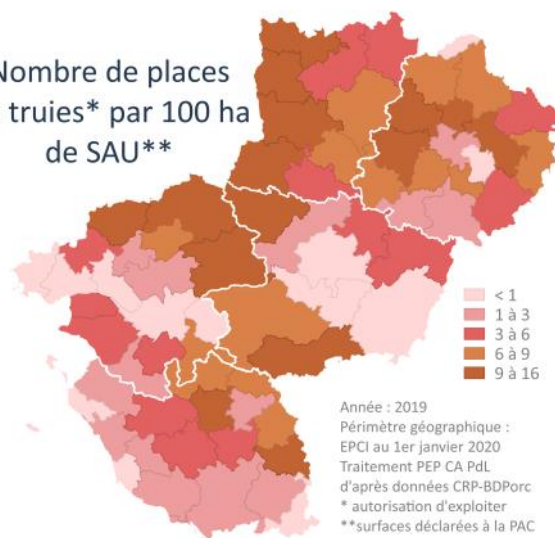 Nombre de places
truies* par 100 ha
de SAU**
< 1
1 à 3
3 à 6
6 à 9
9 à 16
Année : 2019
Périmètre géographique :
EPCI au 1er janvier 2020
Traitement PEP CA PdL
d'après données CRP-BDPorc
* autorisation d'exploiter
**surfaces déclarées à la PAC